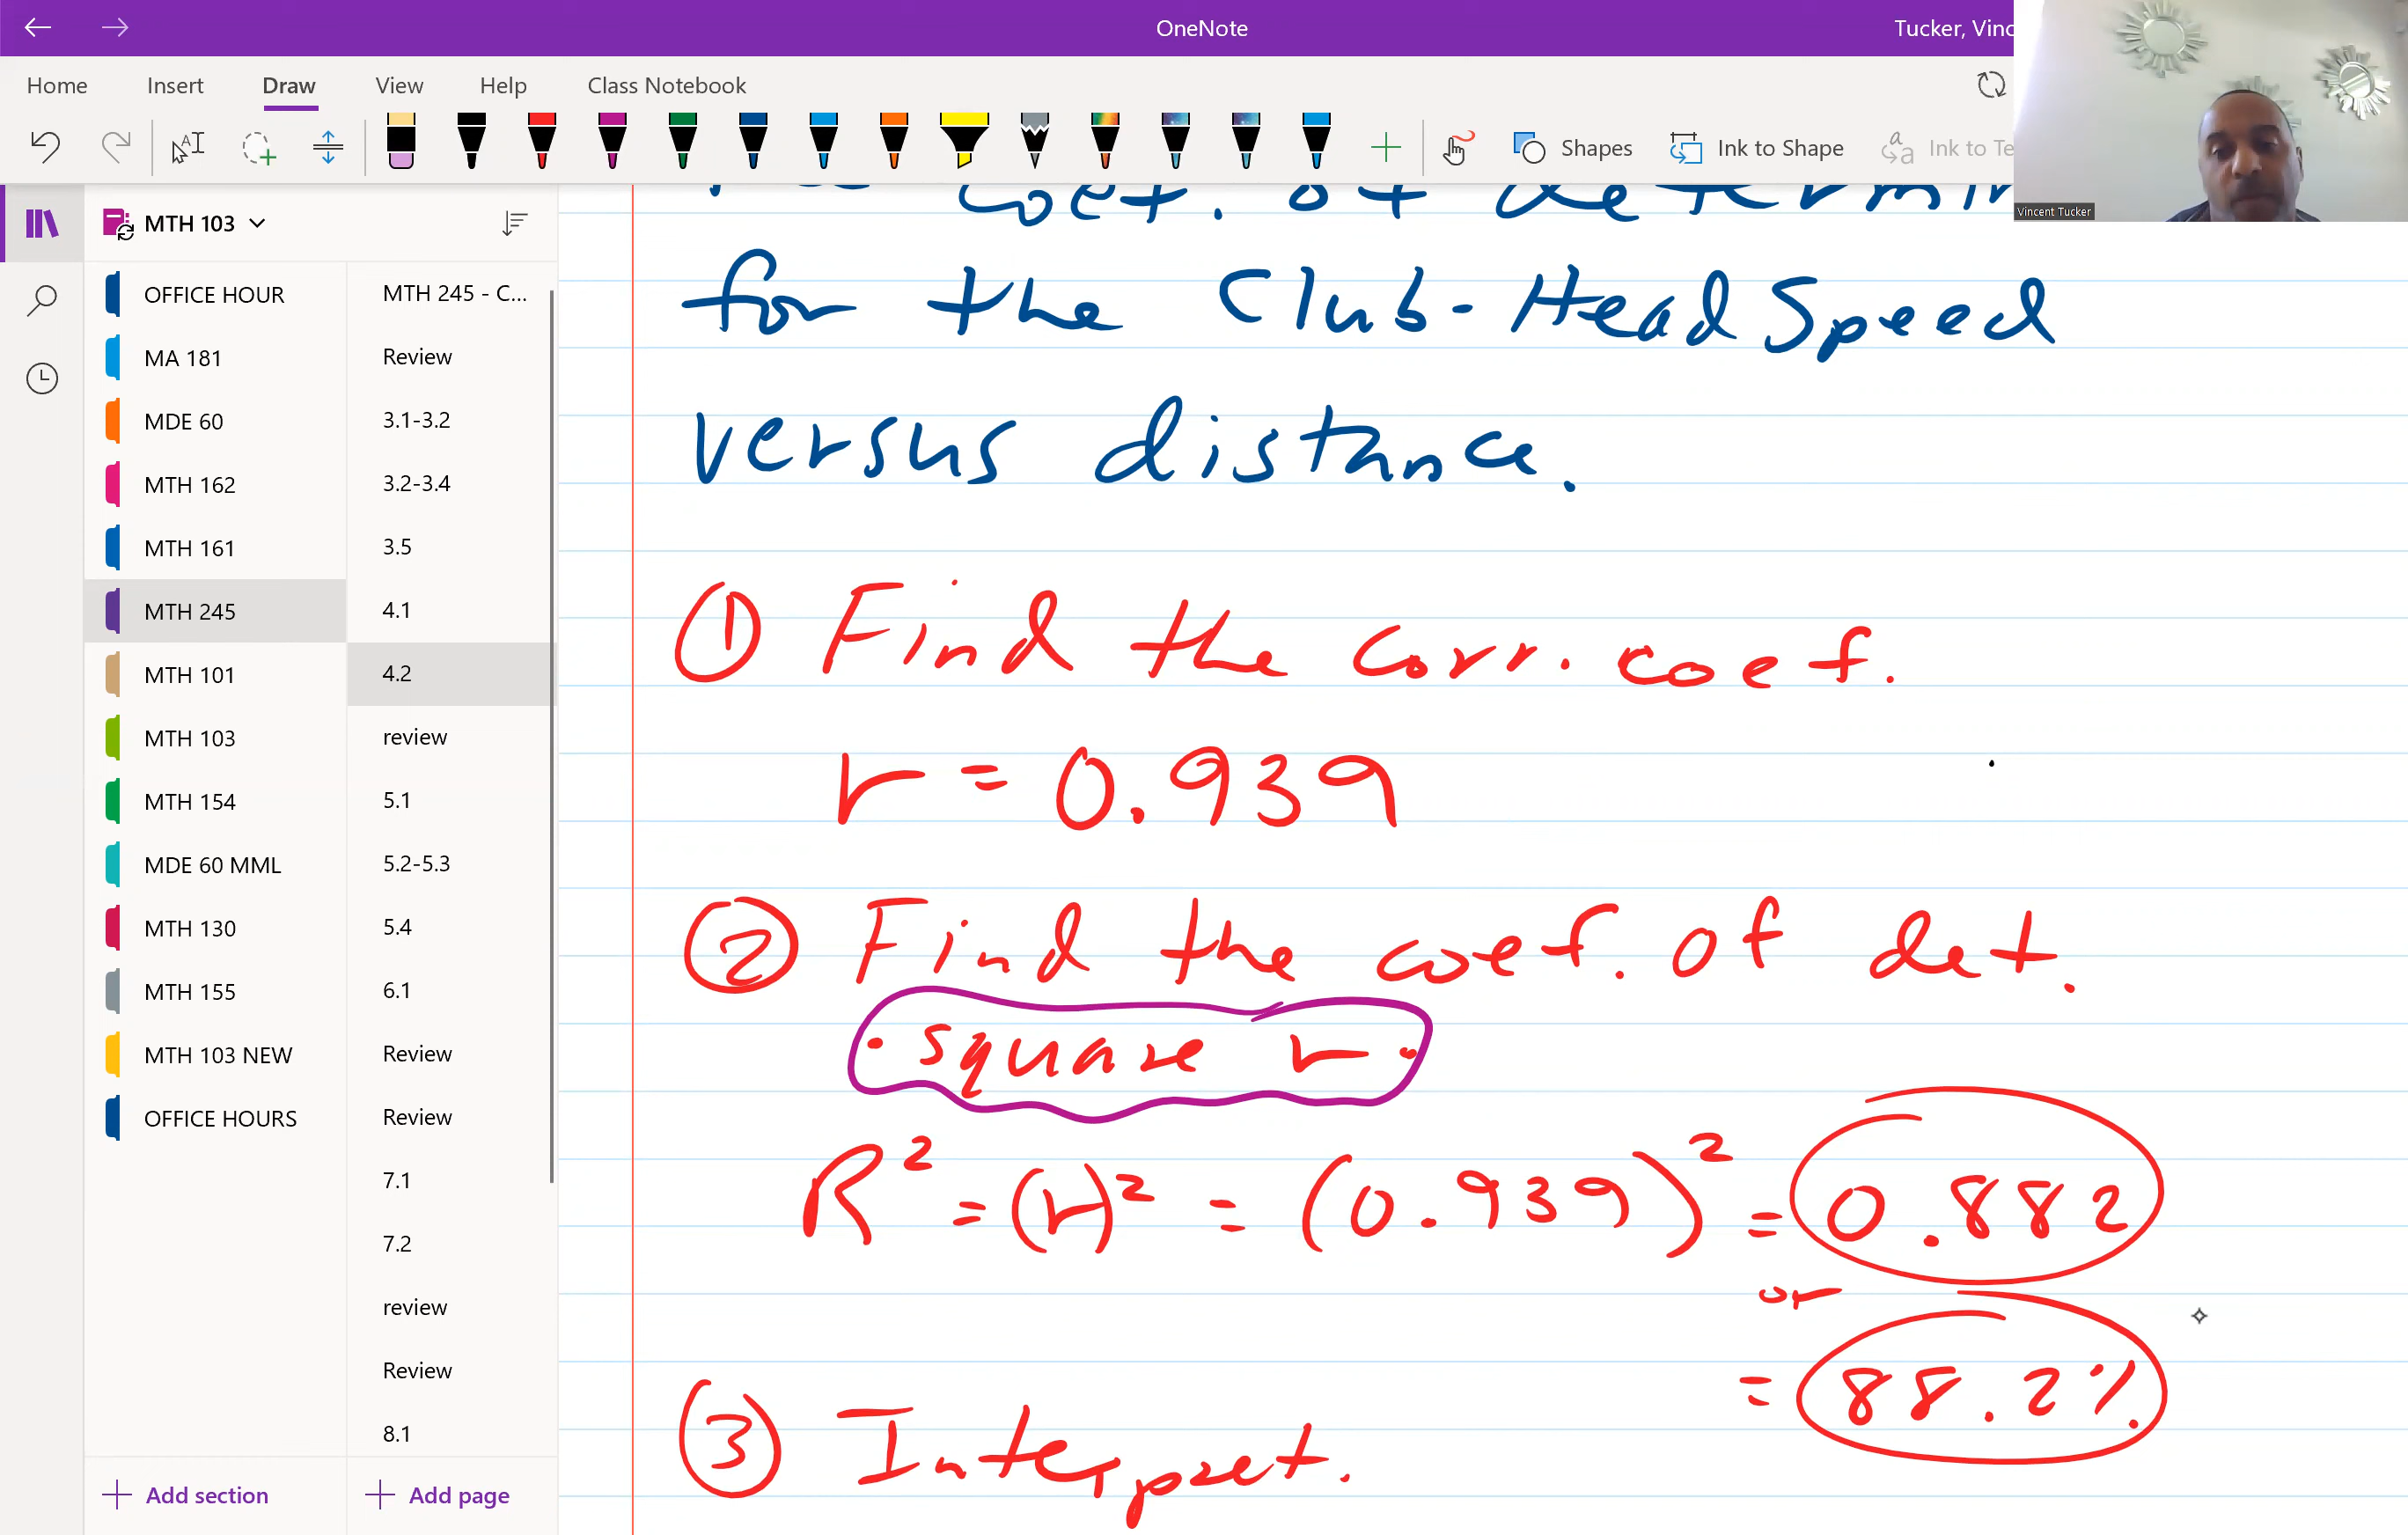 OneNote
Tucker, Vinc
Home Insert Draw View Help Class Notebook
Shapes Ink to Shape Ink to Te
Vincent Tucker
MTH 103
OFFICE HOUR
MA 181
MDE 60
MTH 162
MTH 161
MTH 245
MTH 101
MTH 103
MTH 154
MDE 60 MML
MTH 130
MTH 155
MTH 103 NEW
OFFICE HOURS
Add section
MTH 245 - C...
Review
3.1-3.2
3.2-3.4
3.5
4.1
4.2
review
5.1
5.2-5.3
5.4
6.1
Review
Review
7.1
7.2
review
Review
8.1
Add page
coef. of determin
for the Club-Head Speed
versus distance.
① Find the corr. coef.
r = 0.939
② Find the coef. of det.
· square r ·
R² = (r)² = (0.939)² = 0.882
or
= 88.2%
③ Interpret.